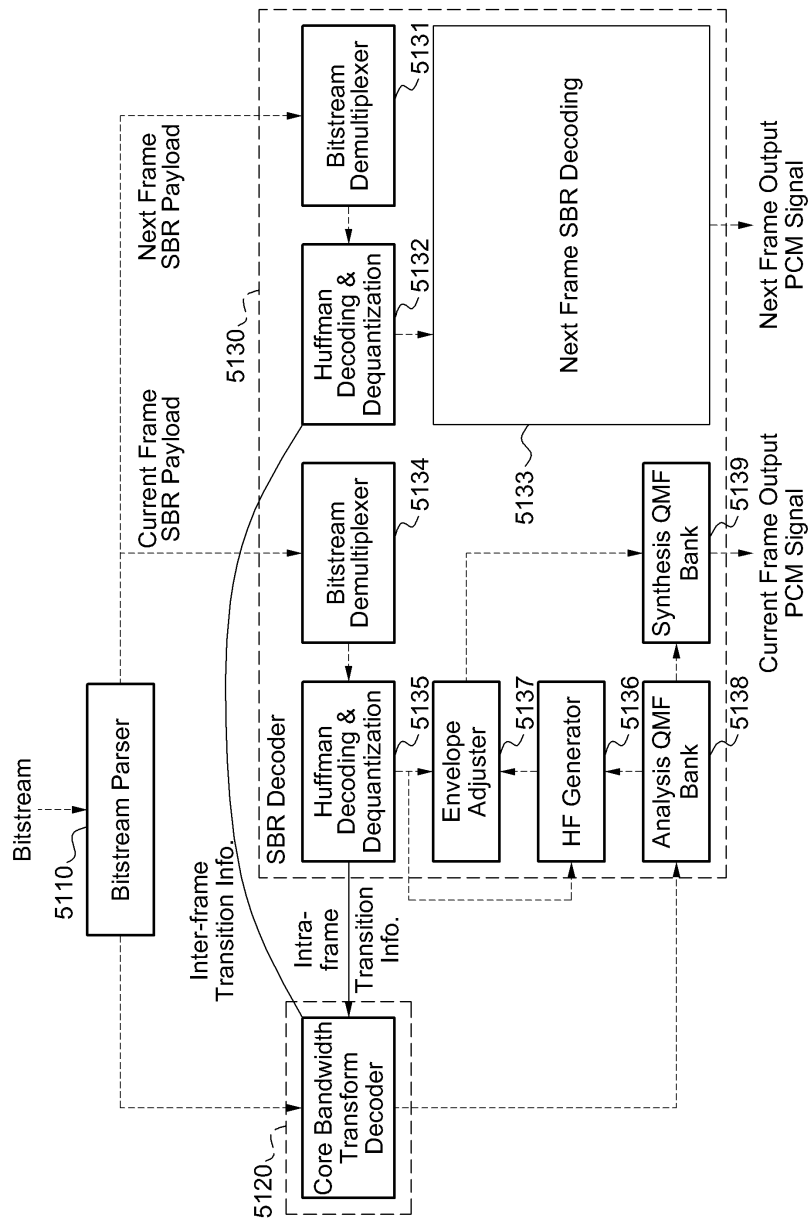 Bitstream
5110
Bitstream Parser
Current Frame
SBR Payload
Next Frame
SBR Payload
Inter-frame
Transition Info.
5120
Core Bandwidth
Transform
Decoder
Intra-
frame
Transition
Info.
5130
SBR Decoder
Huffman
Decoding &
Dequantization
5135
Bitstream
Demultiplexer
5134
Huffman
Decoding &
Dequantization
5132
Bitstream
Demultiplexer
5131
Envelope
Adjuster
5137
HF Generator
5136
Analysis QMF
Bank
5138
Synthesis QMF
Bank
5139
5133
Next Frame SBR Decoding
Current Frame Output
PCM Signal
Next Frame Output
PCM Signal